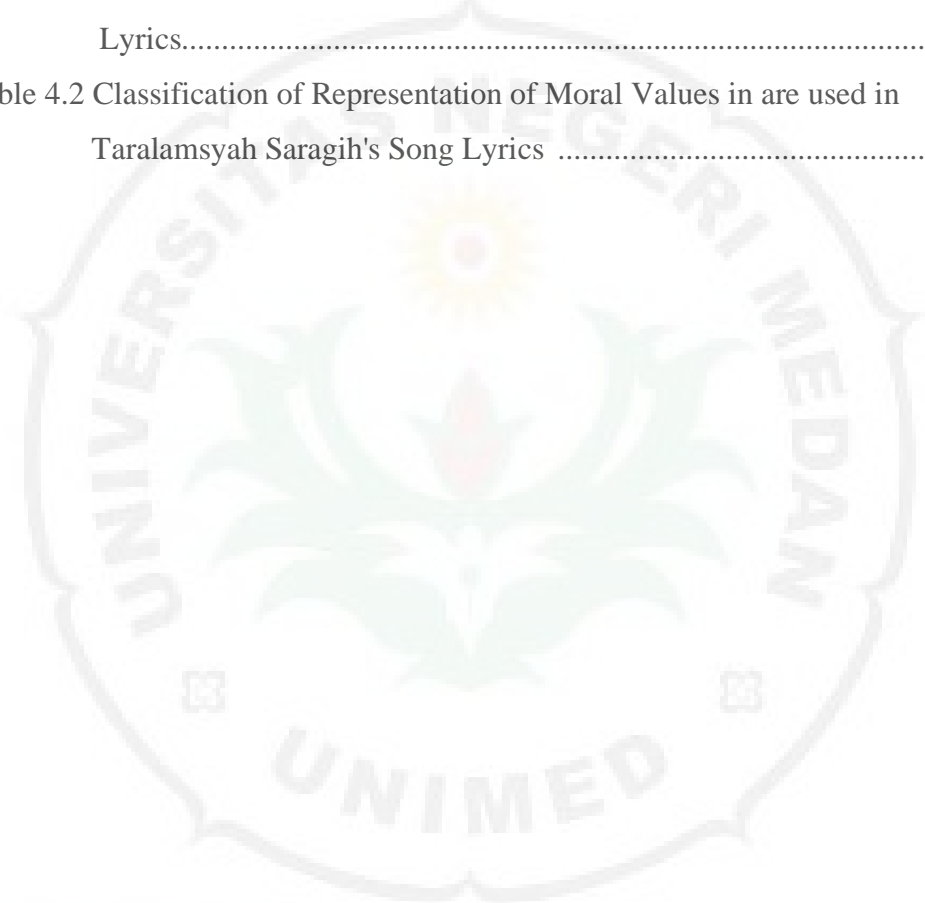 Lyrics............................................................................................
ble 4.2 Classification of Representation of Moral Values in are used in
Taralamsyah Saragih's Song Lyrics .............................................
UNIVERSITAS NEGERI MEDAN
UNIMED